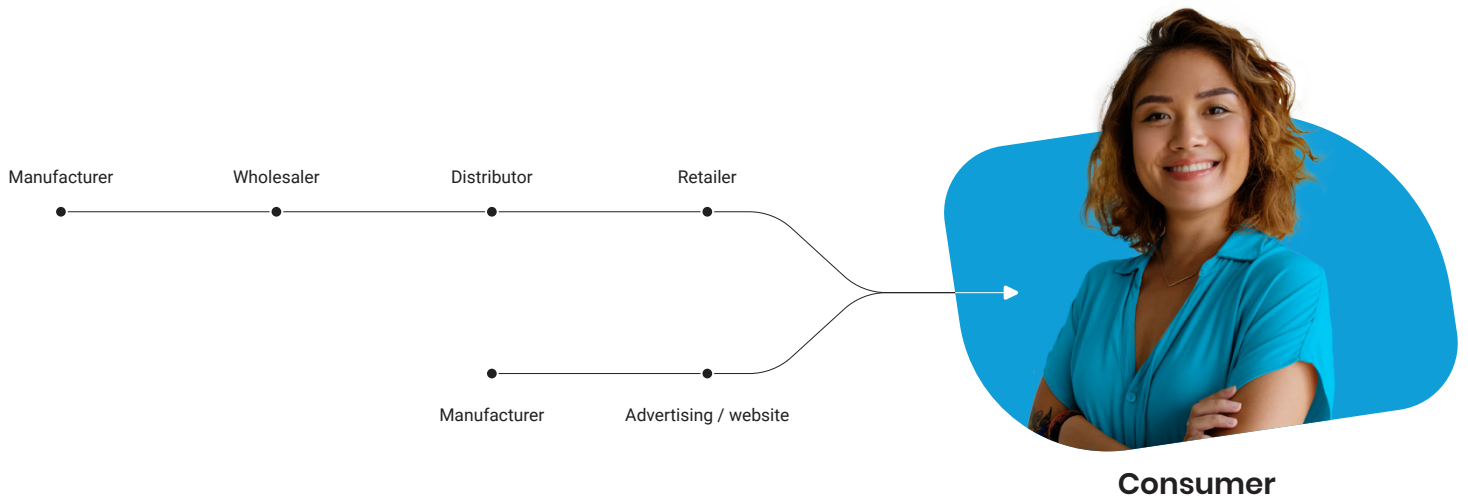 Manufacturer
Wholesaler
Distributor
Retailer
Manufacturer
Advertising / website
Consumer